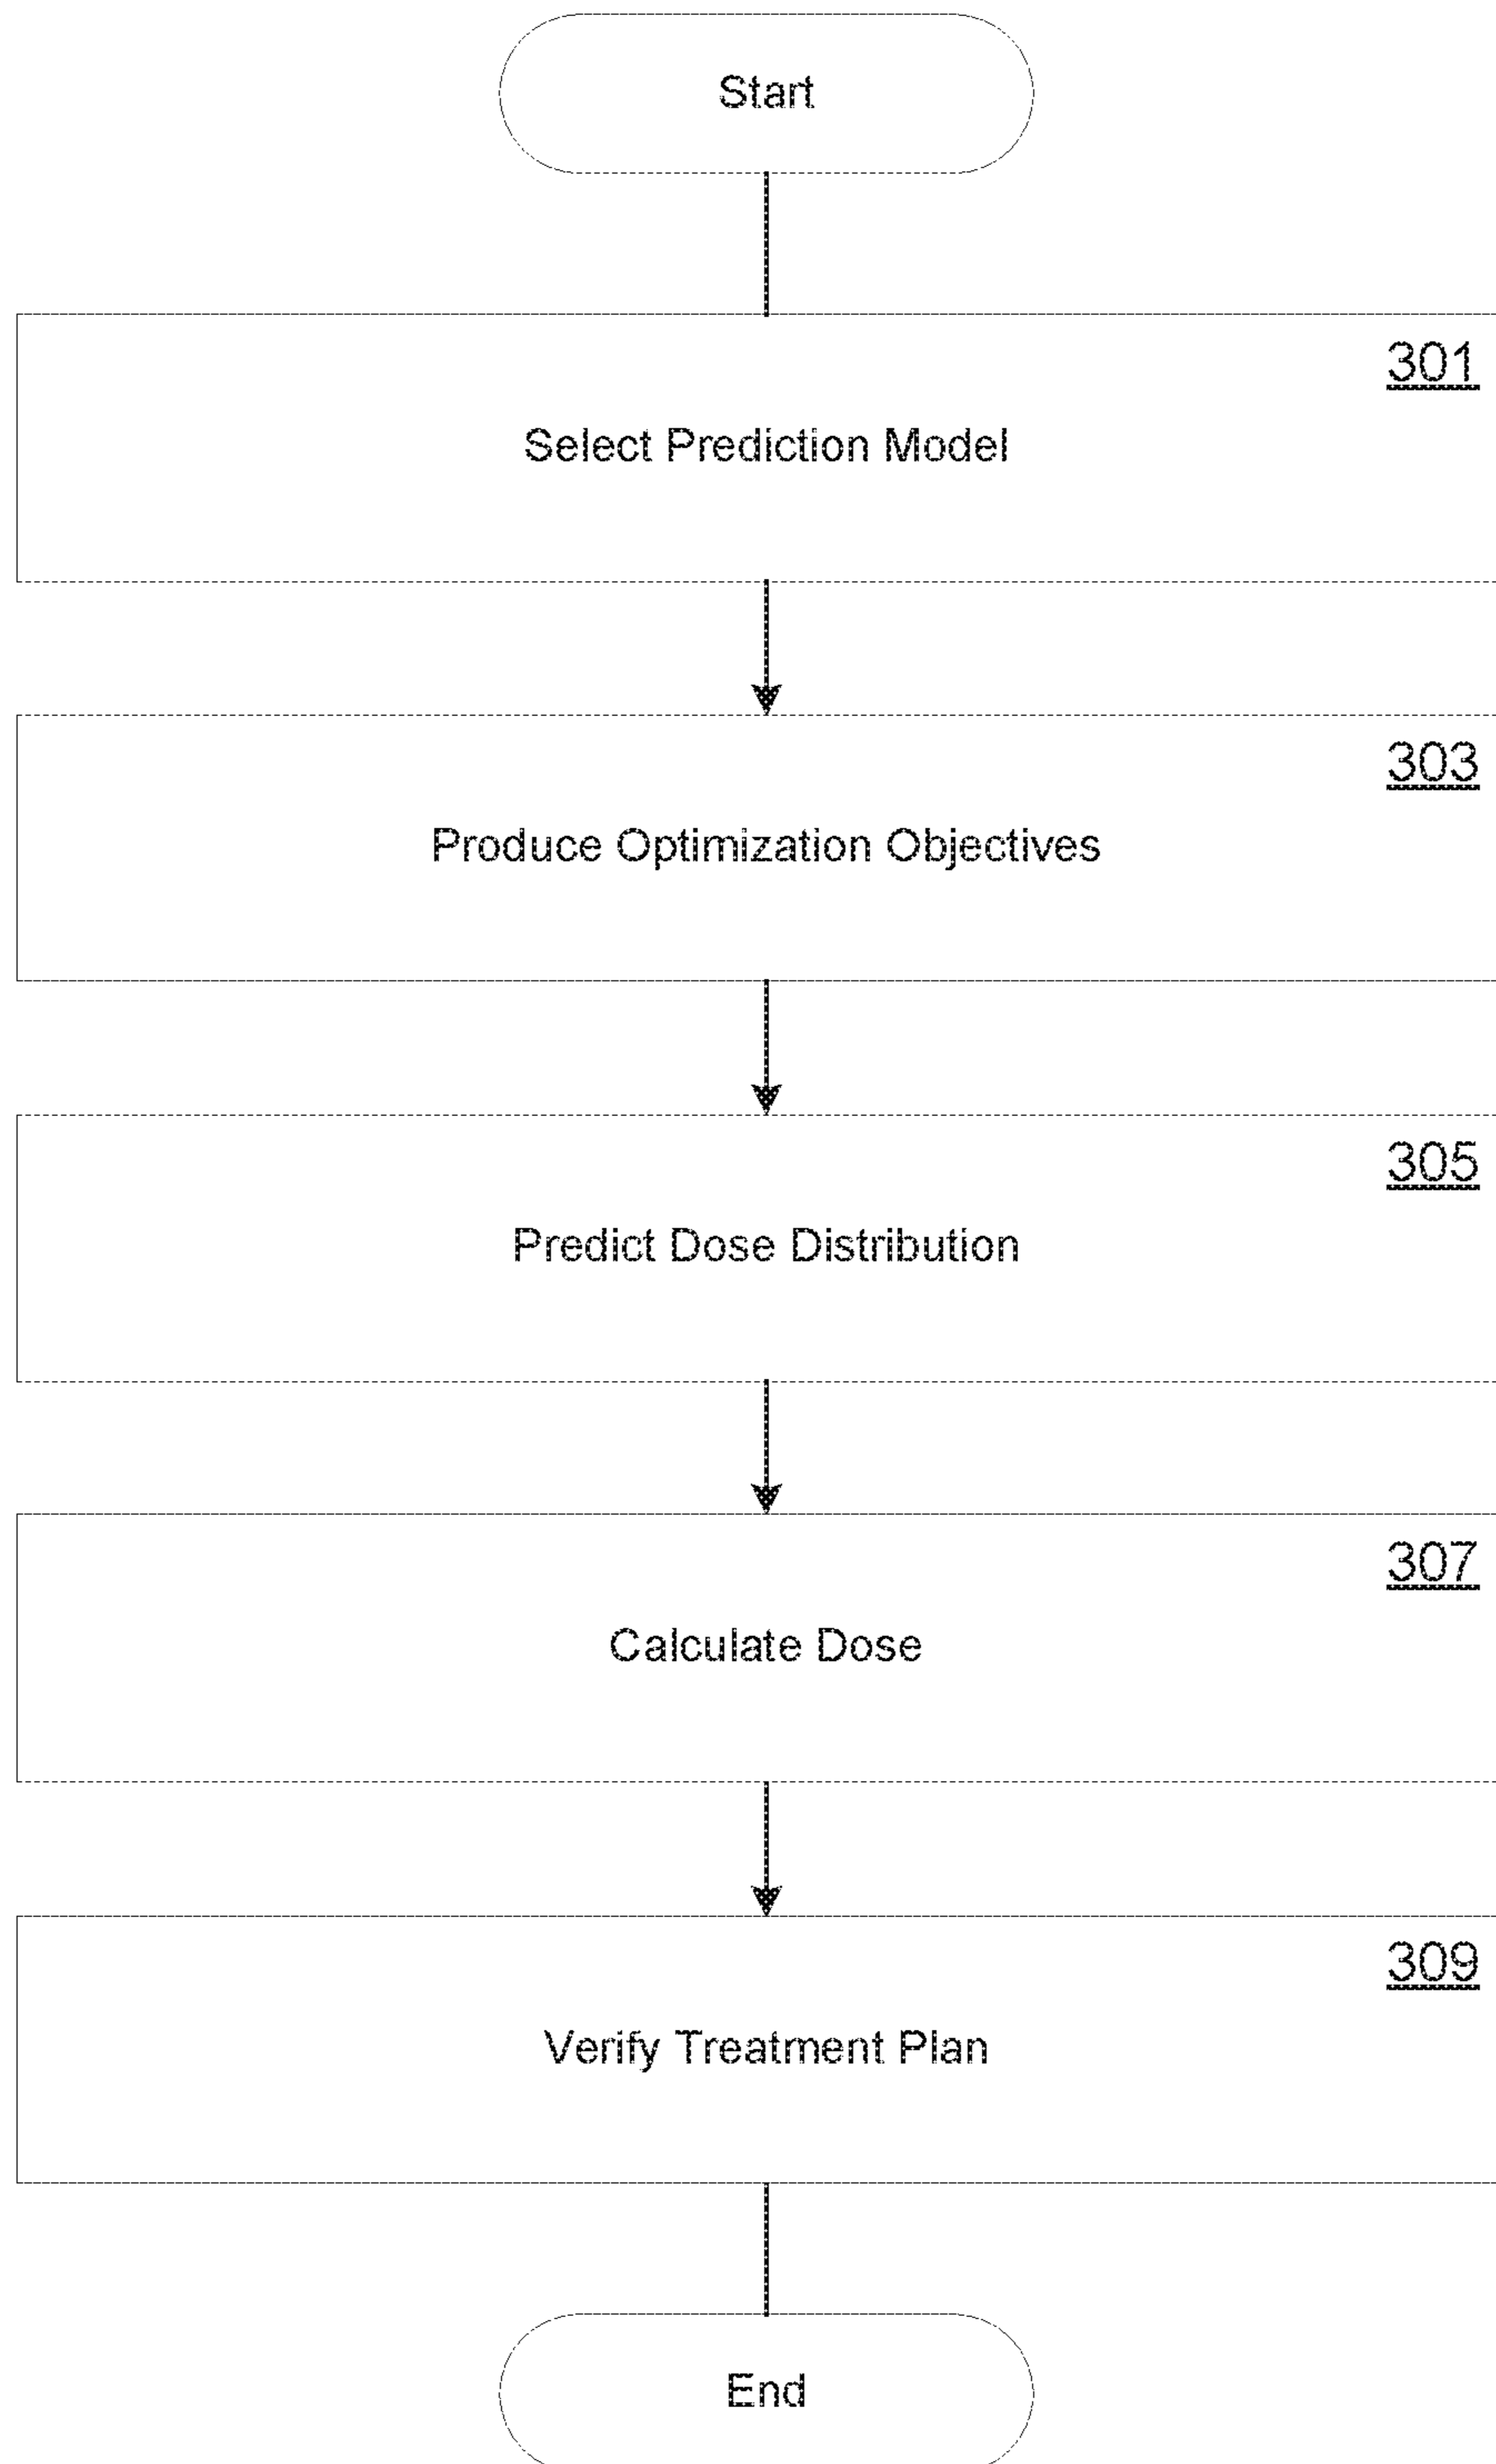 Start
301
Select Prediction Model
303
Produce Optimization Objectives
305
Predict Dose Distribution
307
Calculate Dose
309
Verify Treatment Plan
End